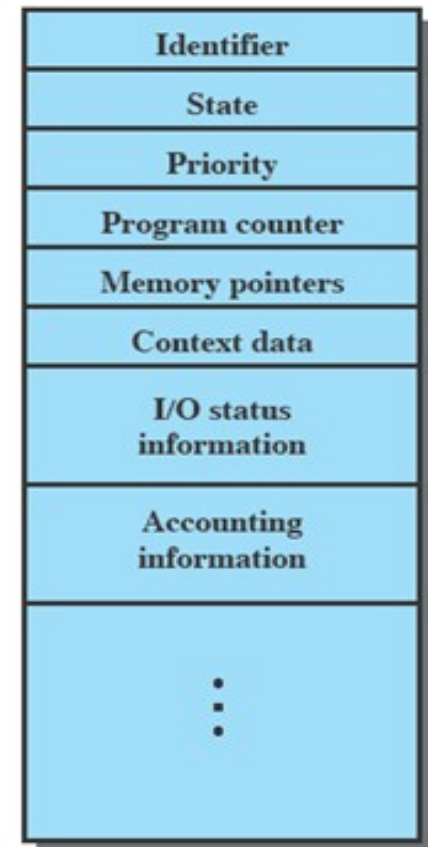 Identifier
State
Priority
Program counter
Memory pointers
Context data
I/O status
information
Accounting
information